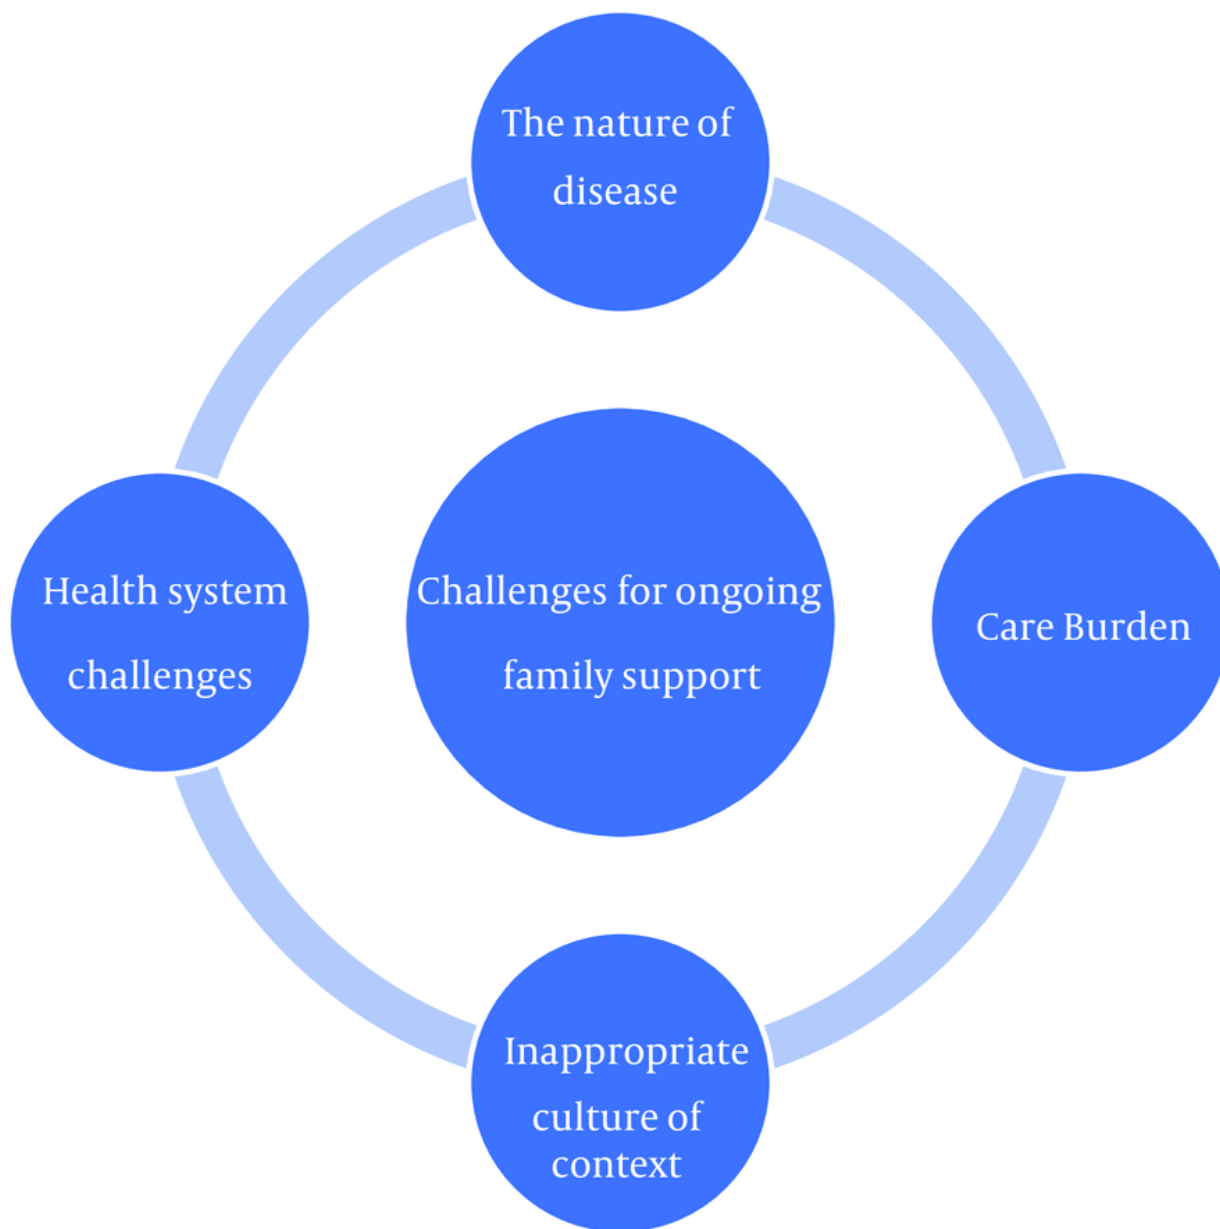 The nature of
disease
Health system
challenges
Challenges for ongoing
family support
Care Burden
Inappropriate
culture of
context